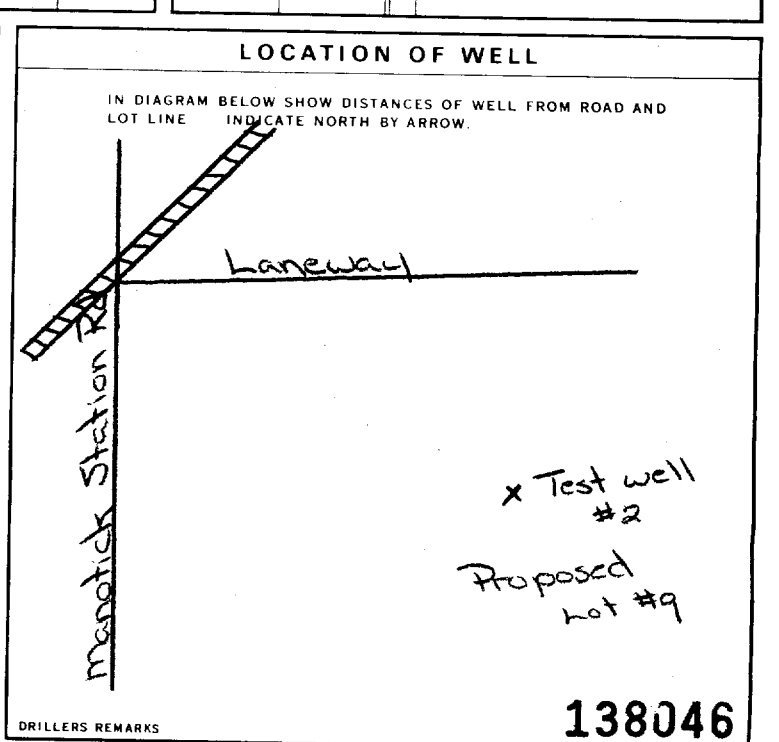 LOCATION OF WELL
IN DIAGRAM BELOW SHOW DISTANCES OF WELL FROM ROAD AND
LOT LINE INDICATE NORTH BY ARROW.
Laneway
Manotick Station Rd
x Test well
#2
Proposed
Lot #9
DRILLERS REMARKS
138046